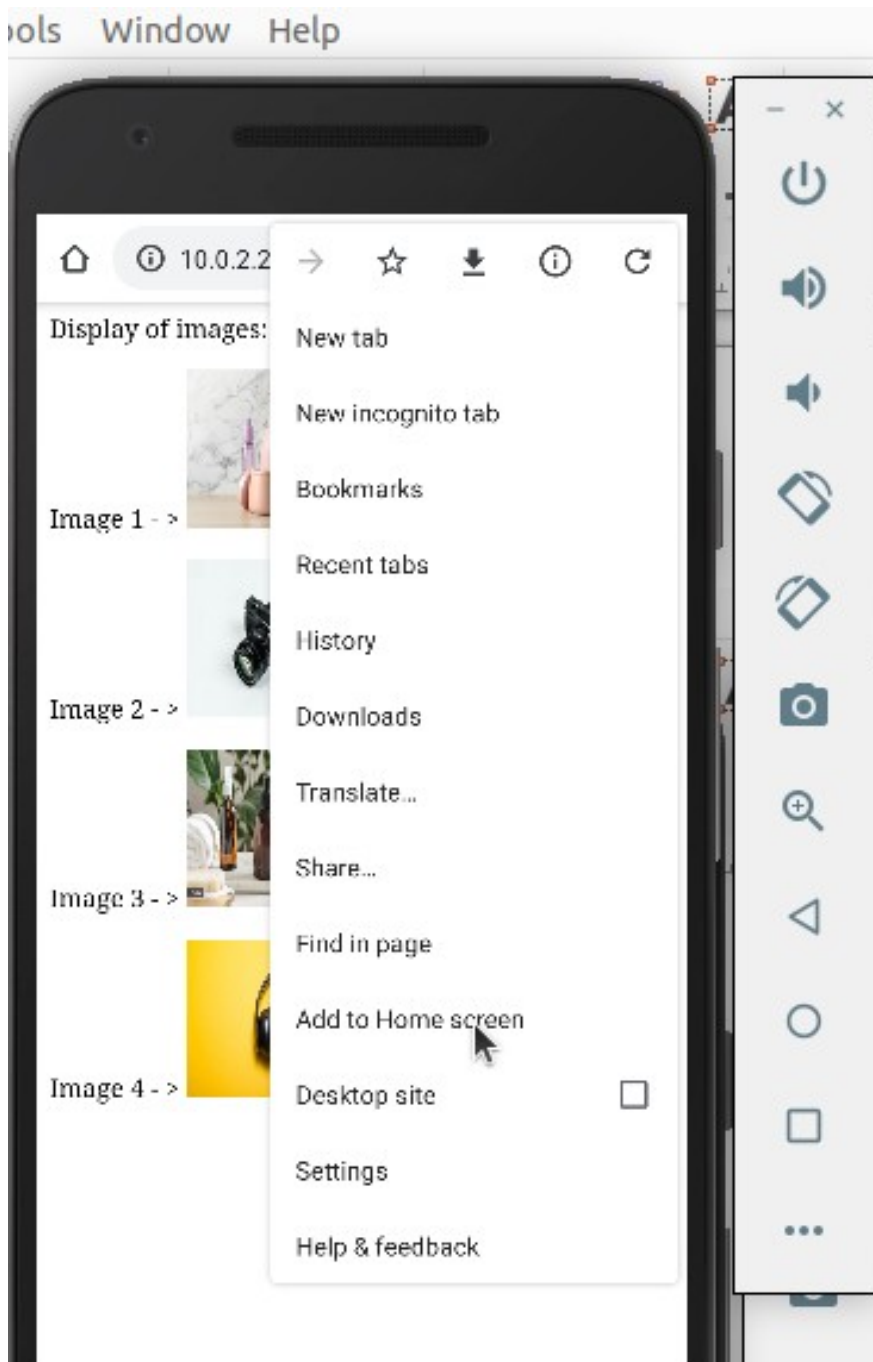 ools Window Help
10.0.2.2
Display of images:
New tab
New incognito tab
Bookmarks
Image 1 - >
Recent tabs
History
Image 2 - >
Downloads
Translate...
Share...
Image 3 - >
Find in page
Add to Home screen
Image 4 - >
Desktop site
Settings
Help & feedback